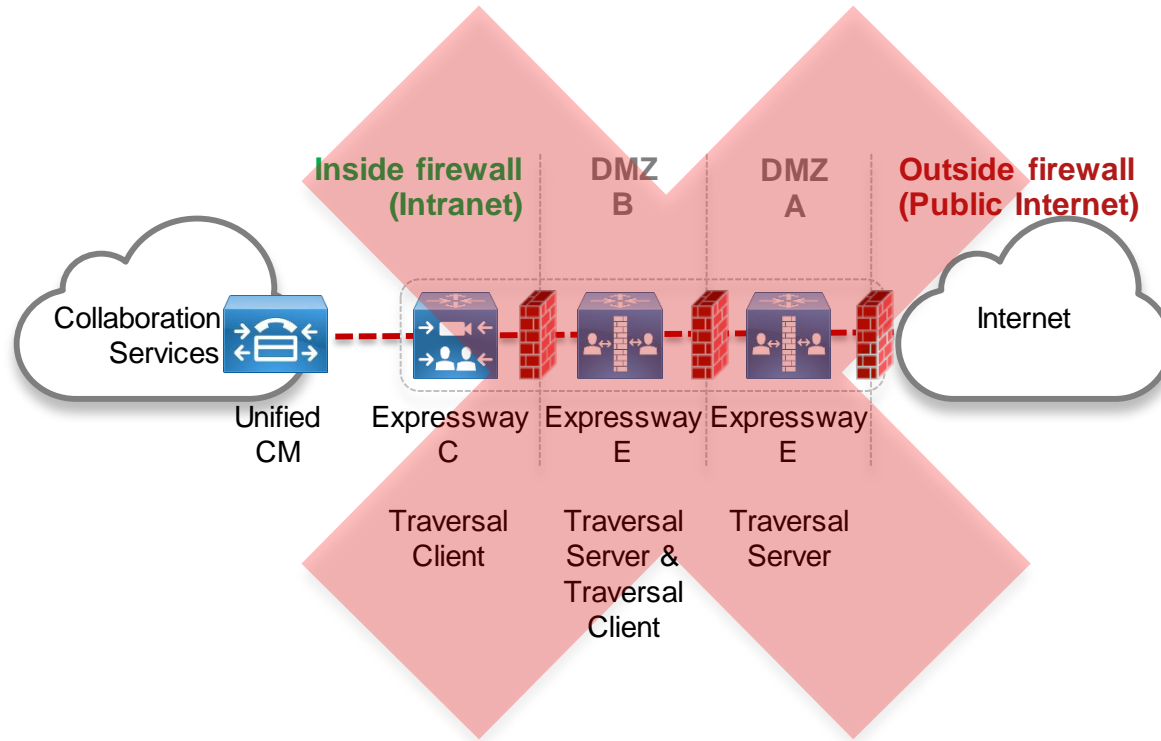 Inside firewall
(Intranet)
DMZ
B
DMZ
A
Outside firewall
(Public Internet)
Collaboration
Services
Internet
Unified
CM
Expressway
C
Expressway
E
Expressway
E
Traversal
Client
Traversal
Server &
Traversal
Client
Traversal
Server